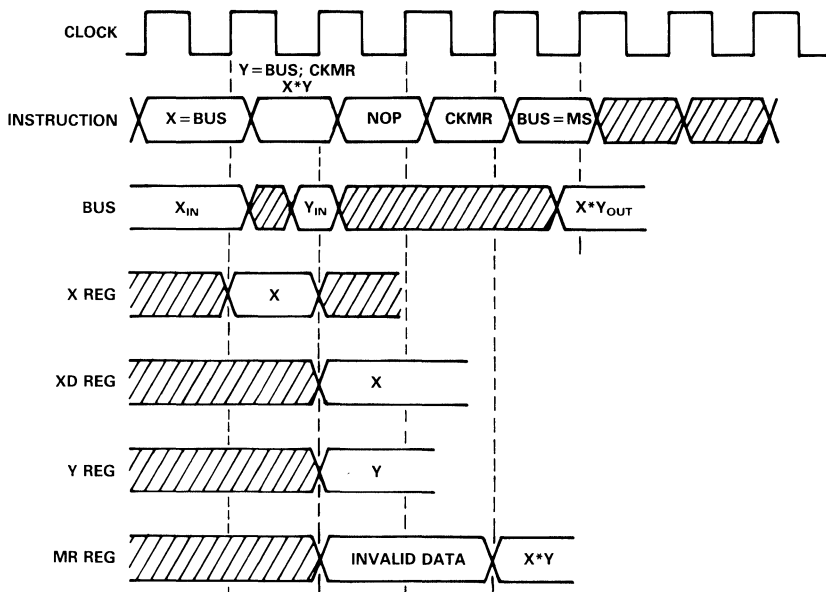 CLOCK
Y=BUS; CKMR
X*Y
INSTRUCTION X=BUS NOP CKMR BUS=MS
BUS XIN YIN X*YOUT
X REG X
XD REG X
Y REG Y
MR REG INVALID DATA X*Y